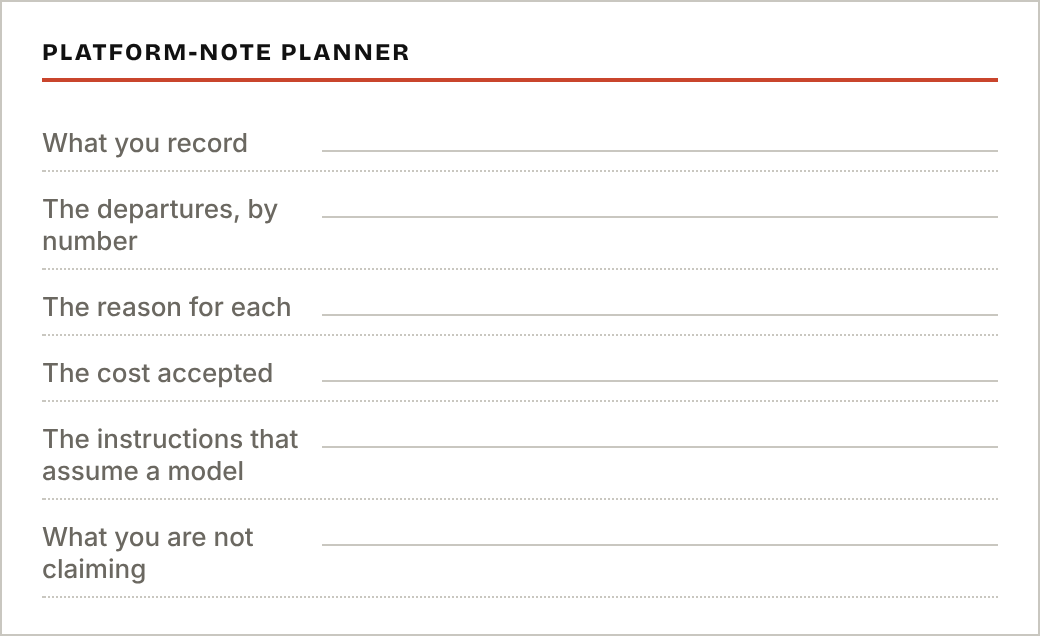 PLATFORM-NOTE PLANNER
What you record
The departures, by
number
The reason for each
The cost accepted
The instructions that
assume a model
What you are not
claiming